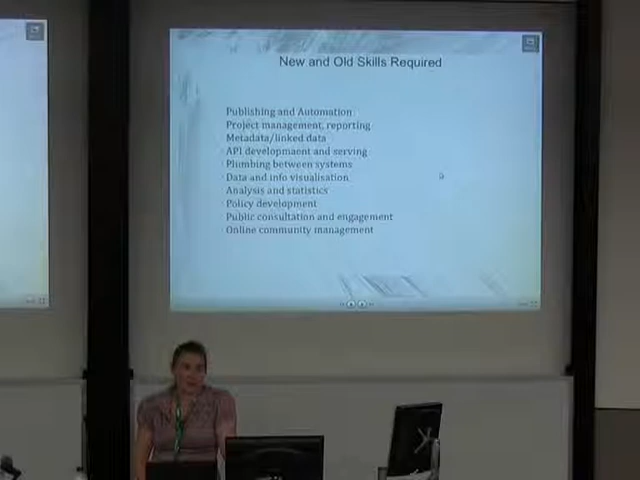 New and Old Skills Required
Publishing and Automation
Project management, reporting
Metadata/linked data
API development and serving
Plumbing between systems
Data and info visualisation
Analysis and statistics
Policy development
Public consultation and engagement
Online community management